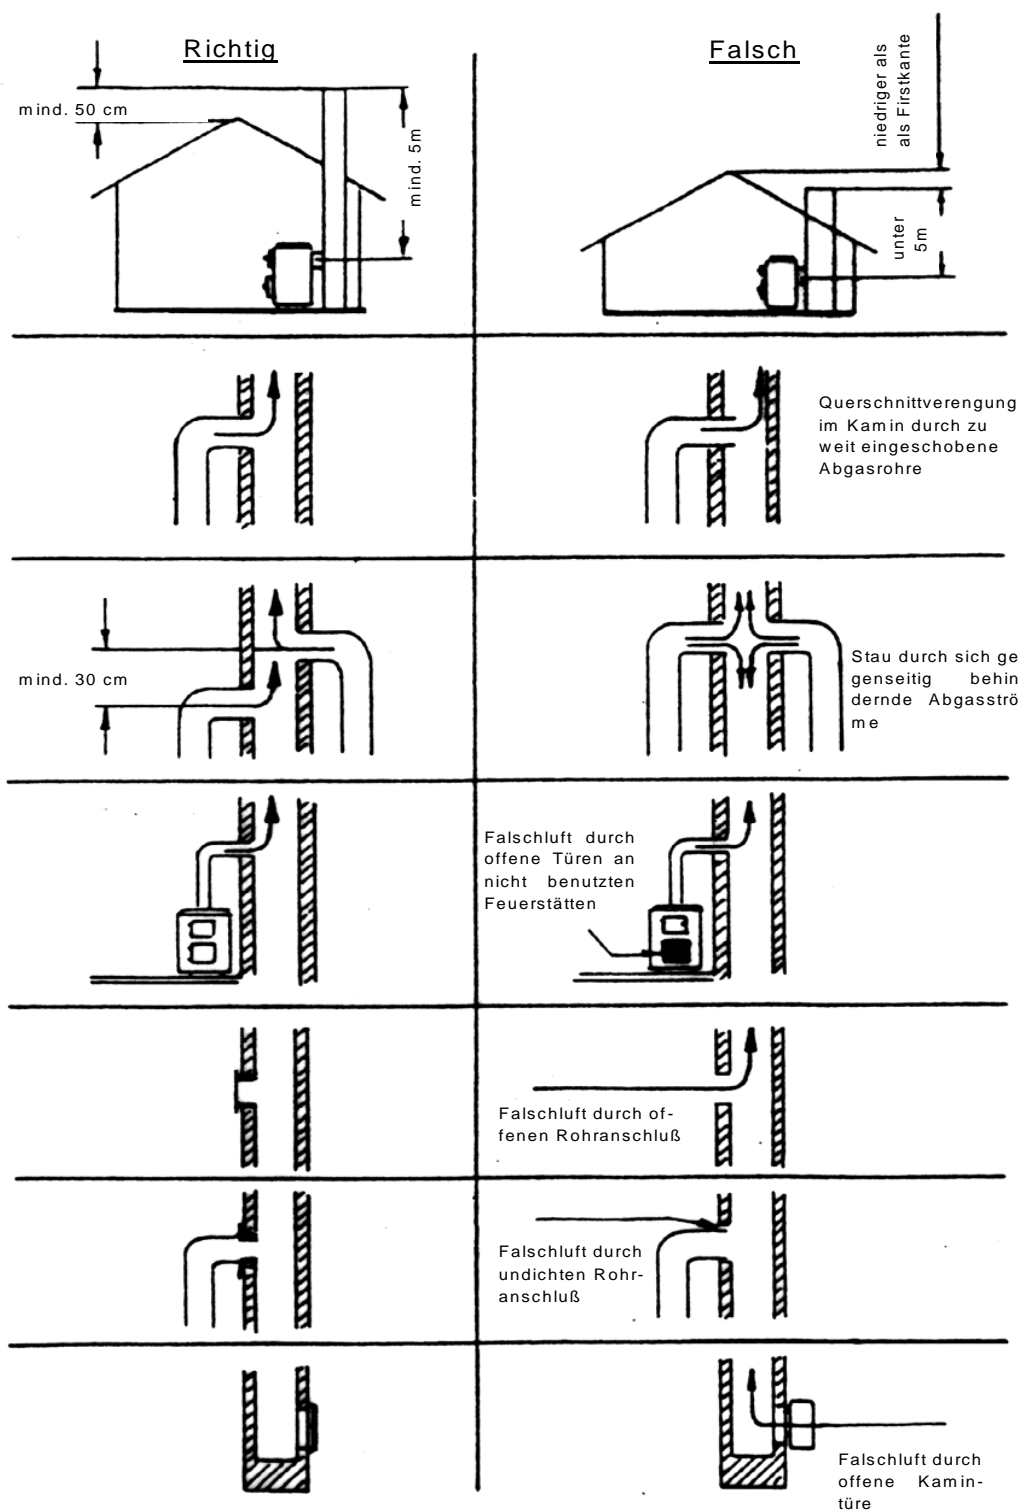 Richtig
Falsch
mind. 50 cm
mind. 5m
niedriger als
als Firstkante
unter
5m
Querschnittverengung
im Kamin durch zu
weit eingeschobene
Abgasrohre
mind. 30 cm
Stau durch sich ge
genseitig behin
dernde Abgasströ
me
Falschluft durch
offene Türen an
nicht benutzten
Feuerstätten
Falschluft durch of-
fenen Rohranschluß
Falschluft durch
undichten Rohr-
anschluß
Falschluft durch
offene Kamin-
türe